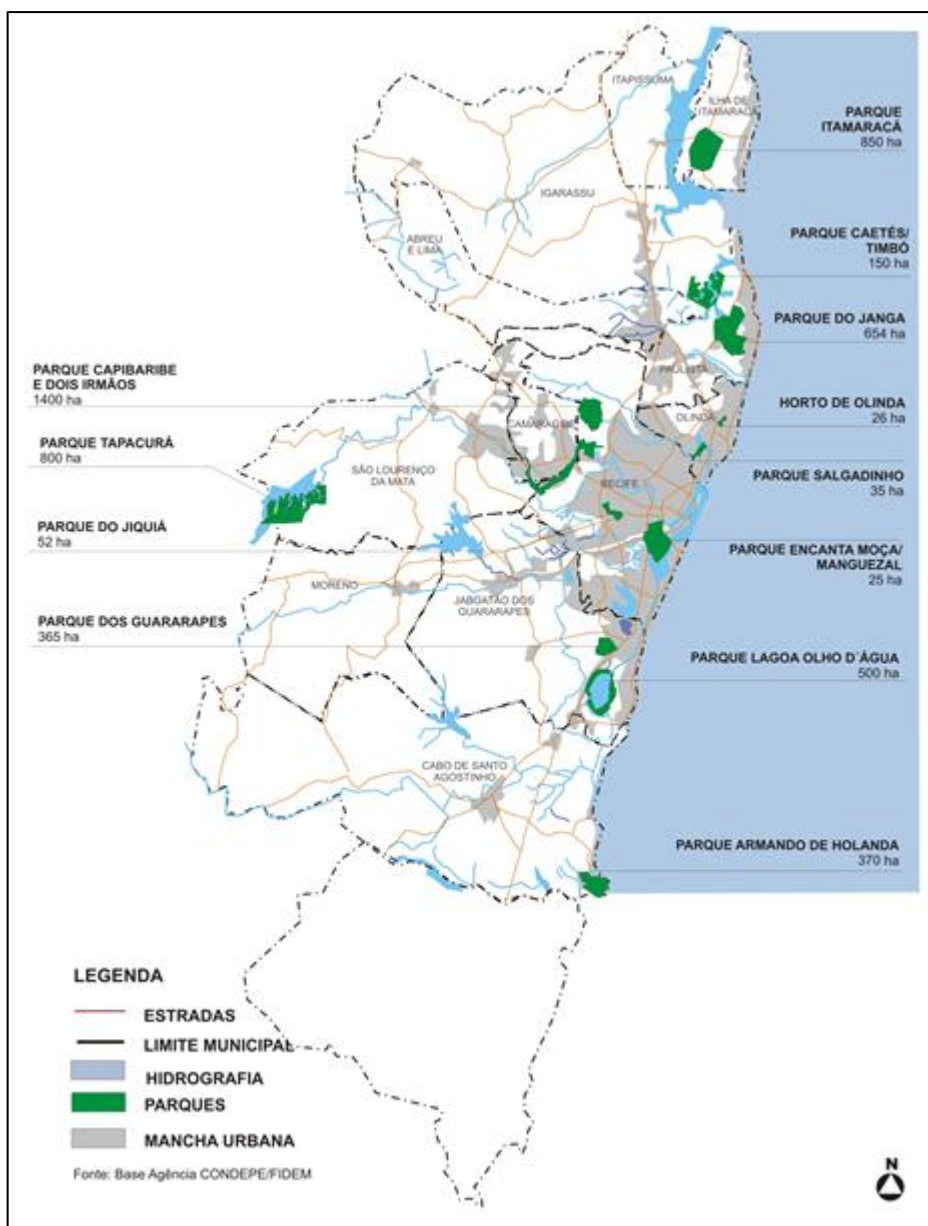 ITAPISSUMA
ILHA DE
ITAMARACÁ
PARQUE
ITAMARACÁ
850 ha
IGARASSU
ABREU
E LIMA
PARQUE CAETÉS/
TIMBÓ
150 ha
PARQUE DO JANGA
654 ha
PAULISTA
PARQUE CAPIBARIBE
E DOIS IRMÃOS
1400 ha
HORTO DE OLINDA
26 ha
OLINDA
CAMARAGIBE
PARQUE TAPACURÁ
800 ha
SÃO LOURENÇO
DA MATA
RECIFE
PARQUE SALGADINHO
35 ha
PARQUE DO JIQUIÁ
52 ha
PARQUE ENCANTA MOÇA/
MANGUEZAL
25 ha
MORENO
JABOATÃO DOS
GUARARAPES
PARQUE DOS GUARARAPES
365 ha
PARQUE LAGOA OLHO D´ÁGUA
500 ha
CABO DE SANTO
AGOSTINHO
PARQUE ARMANDO DE HOLANDA
370 ha
LEGENDA
ESTRADAS
LIMITE MUNICIPAL
HIDROGRAFIA
PARQUES
MANCHA URBANA
Fonte: Base Agência CONDEPE/FIDEM
N